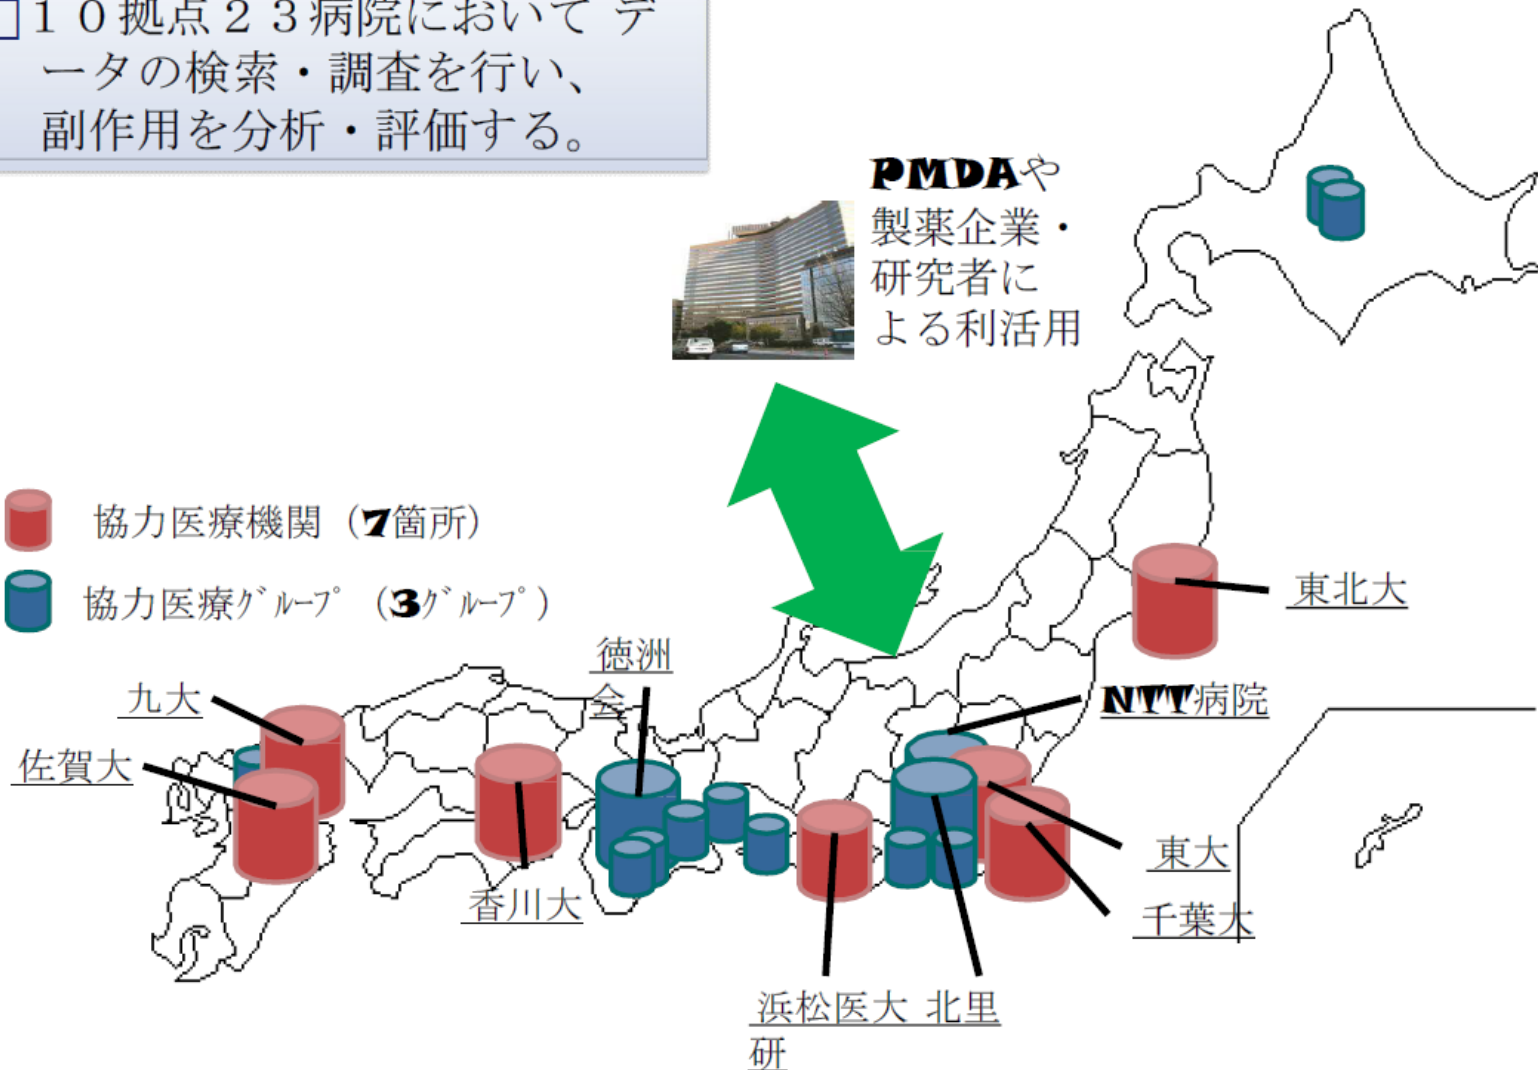 □１０拠点２３病院において デ
ータの検索・調査を行い、
副作用を分析・評価する。
PMDAや
製薬企業・
研究者に
よる利活用
協力医療機関（7箇所）
協力医療ｸﾞﾙｰﾌﾟ（3ｸﾞﾙｰﾌﾟ）
東北大
徳洲
会
九大
NTT病院
佐賀大
東大
香川大
千葉大
浜松医大 北里
研